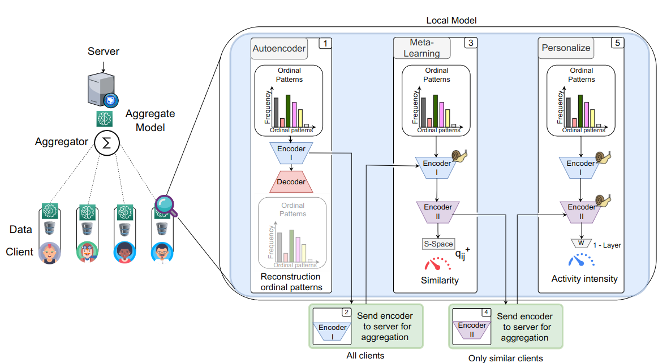 Local Model
Server
Aggregate
Model
Aggregator
Σ
Data
Client
Autoencoder
1
Ordinal
Patterns
Frequency
Ordinal patterns
Encoder
I
Decoder
Ordinal
Patterns
Frequency
Ordinal patterns
Reconstruction
ordinal patterns
2
Encoder
I
Send encoder
to server for
aggregation
All clients
Meta-
Learning
3
Ordinal
Patterns
Frequency
Ordinal patterns
Encoder
I
Encoder
II
S-Space
qij+
Similarity
4
Encoder
II
Send encoder
to server for
aggregation
Only similar clients
Personalize
5
Ordinal
Patterns
Frequency
Ordinal patterns
Encoder
I
Encoder
II
W
1 - Layer
Activity intensity